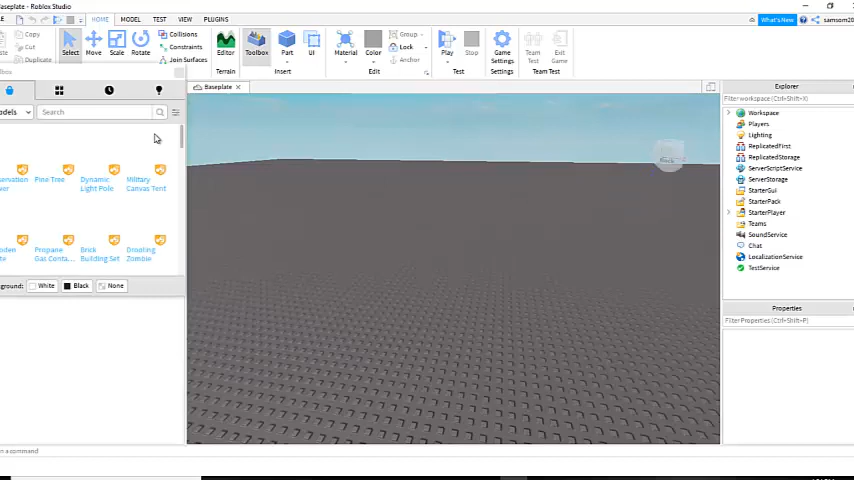 Baseplate - Roblox Studio
HOME MODEL TEST VIEW PLUGINS
What's New
Copy
Cut
Duplicate
Select Move Scale Rotate
Collisions
Constraints
Join Surfaces
Editor
Terrain
Toolbox Part UI
Insert
Material Color
Group
Lock
Anchor
Edit
Play Stop
Test
Game Settings
Settings
Team Test
Exit Game
Team Test
Search
Pine Tree
Dynamic Light Pole
Military Canvas Tent
Propane Gas Conta...
Brick Building Set
Drooling Zombie
White Black None
Baseplate
Back
Explorer
Filter workspace (Ctrl+Shift+X)
Workspace
Players
Lighting
ReplicatedFirst
ReplicatedStorage
ServerScriptService
ServerStorage
StarterGui
StarterPack
StarterPlayer
Teams
SoundService
Chat
LocalizationService
TestService
Properties
Filter Properties (Ctrl+Shift+P)
a command